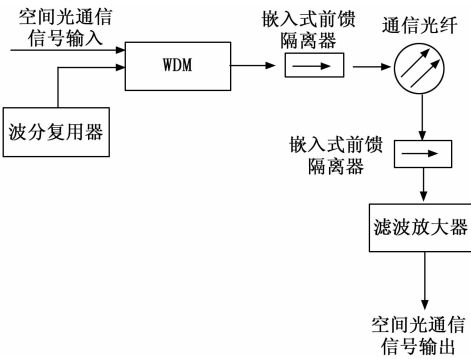 空间光通信
信号输入
WDM
波分复用器
嵌入式前馈
隔离器
通信光纤
嵌入式前馈
隔离器
滤波放大器
空间光通信
信号输出